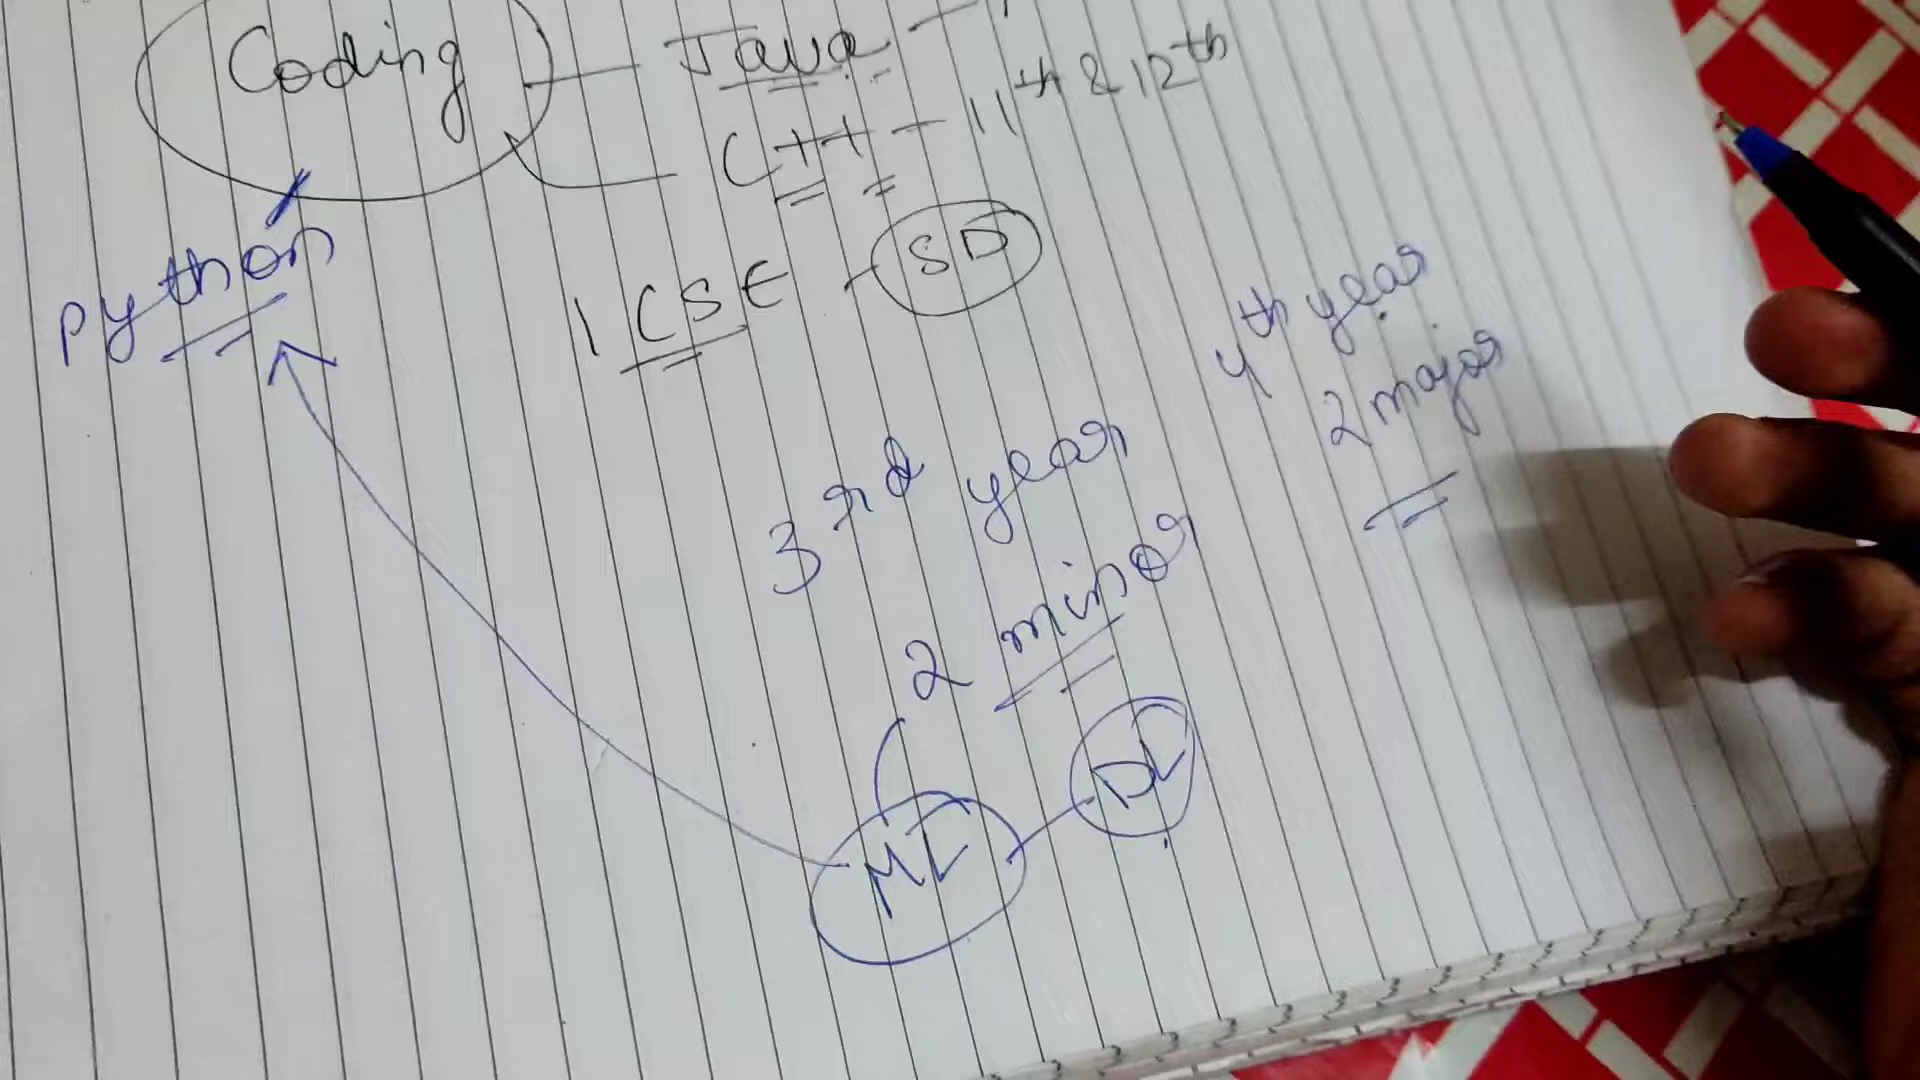 Coding Java -
C++ - 11th & 12th
Python
ICSE - SD
4th year
2 major
3rd year
2 minor
ML DL